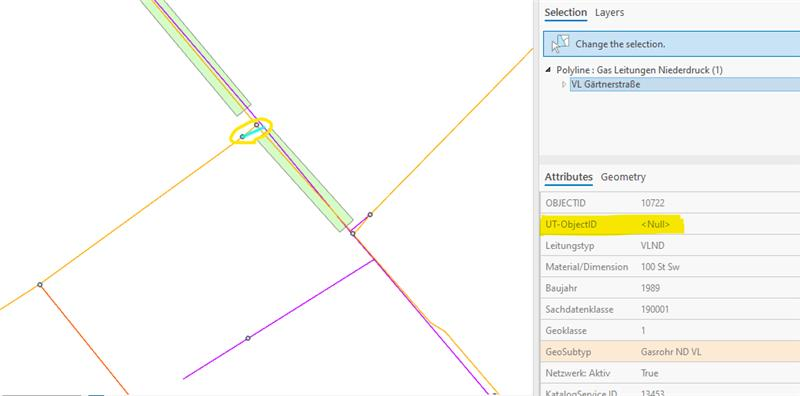 Selection Layers
Change the selection.
Polyline : Gas Leitungen Niederdruck (1)
VL Gärtnerstraße
Attributes Geometry
OBJECTID 10722
UT-ObjectID <Null>
Leitungstyp VLND
Material/Dimension 100 St Sw
Baujahr 1989
Sachdatenklasse 190001
Geoklasse 1
GeoSubtyp Gasrohr ND VL
Netzwerk: Aktiv True
KatalogService.ID 13453